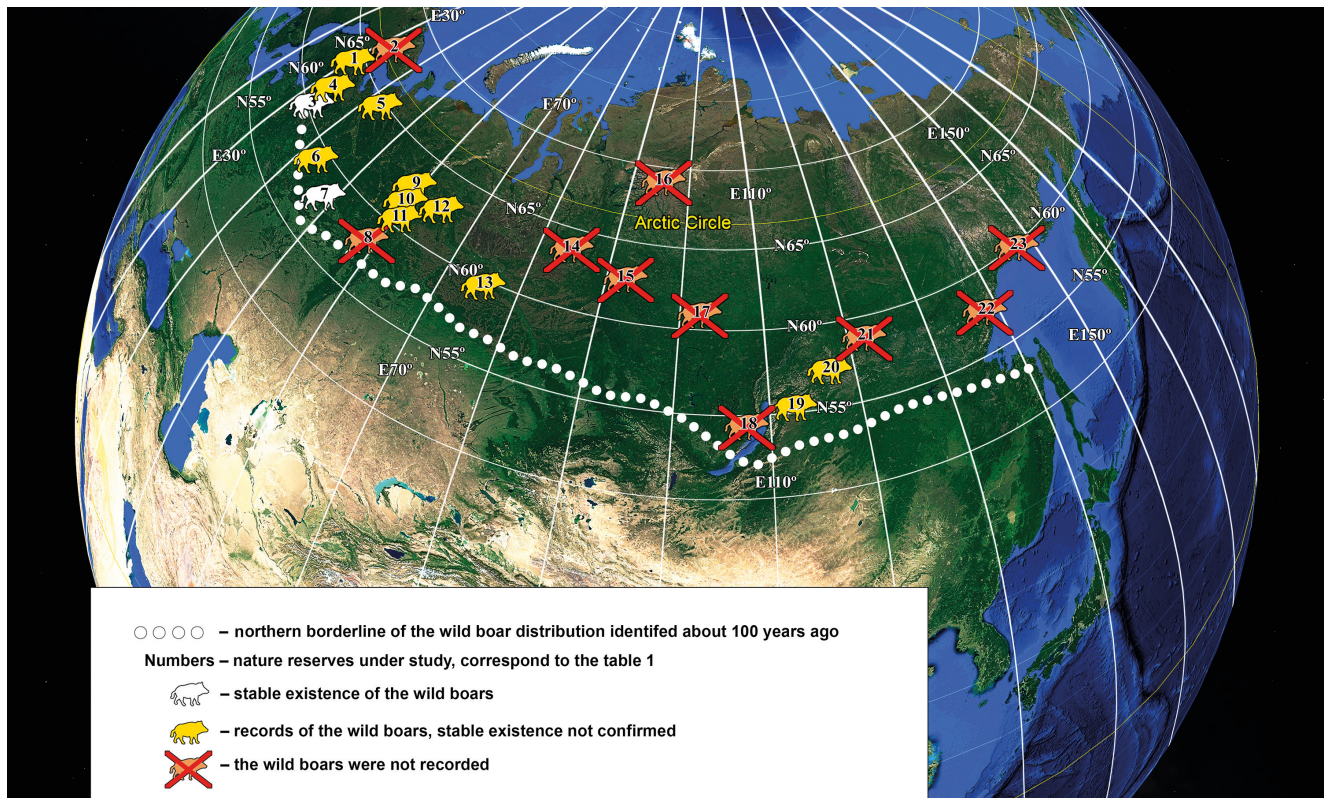 E30º
N65º
1
2
N60º
4
3
5
N55º
E70º
E150º
E30º
6
N65º
16
9
7
10
E110º
12
N65º
11
Arctic Circle
N60º
8
14
N65º
23
N60º
15
N55º
13
17
22
N60º
21
E150º
N55º
E70º
20
19
N55º
18
E110º
– northern borderline of the wild boar distribution identifed about 100 years ago
Numbers – nature reserves under study, correspond to the table 1
– stable existence of the wild boars
– records of the wild boars, stable existence not confirmed
– the wild boars were not recorded